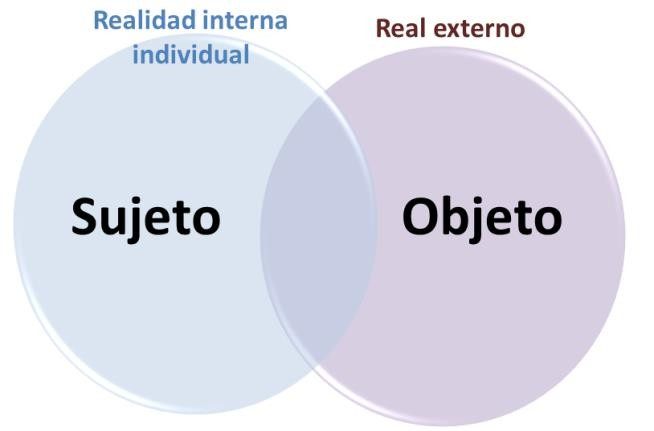 Realidad interna
individual
Real externo
Sujeto
Objeto